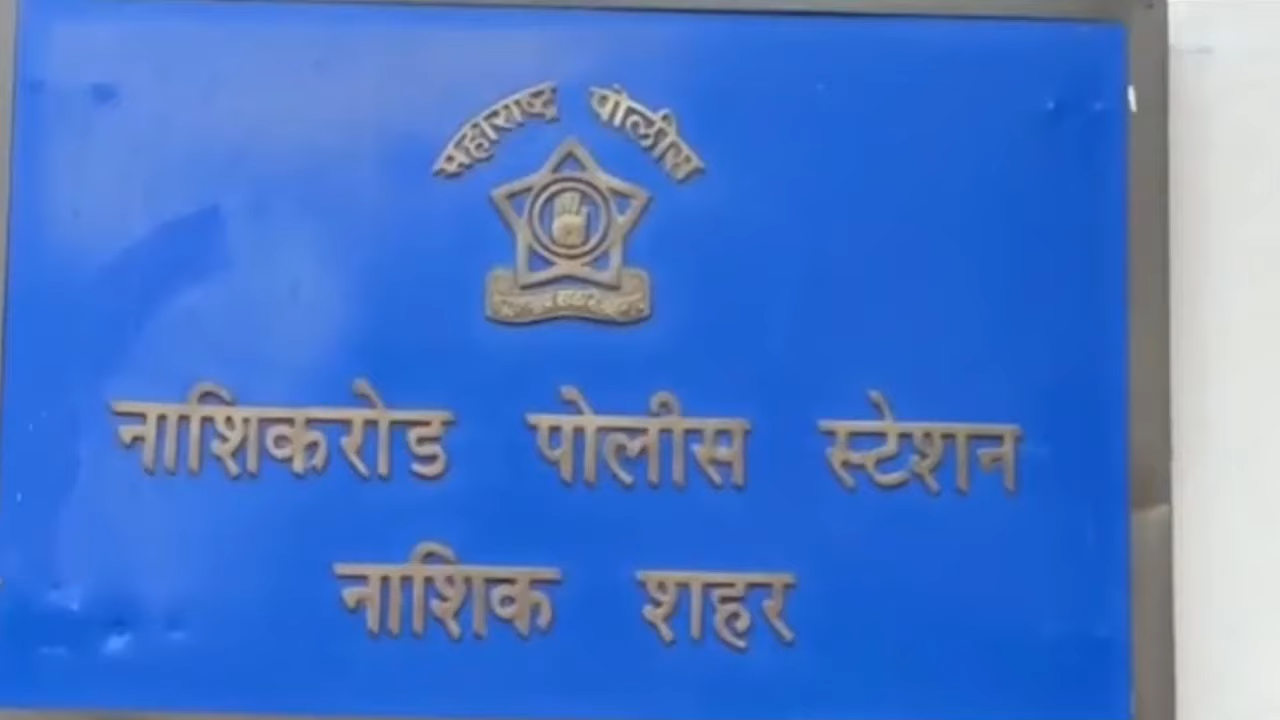 महाराष्ट्र पोलीस
नाशिकरोड पोलीस स्टेशन
नाशिक शहर